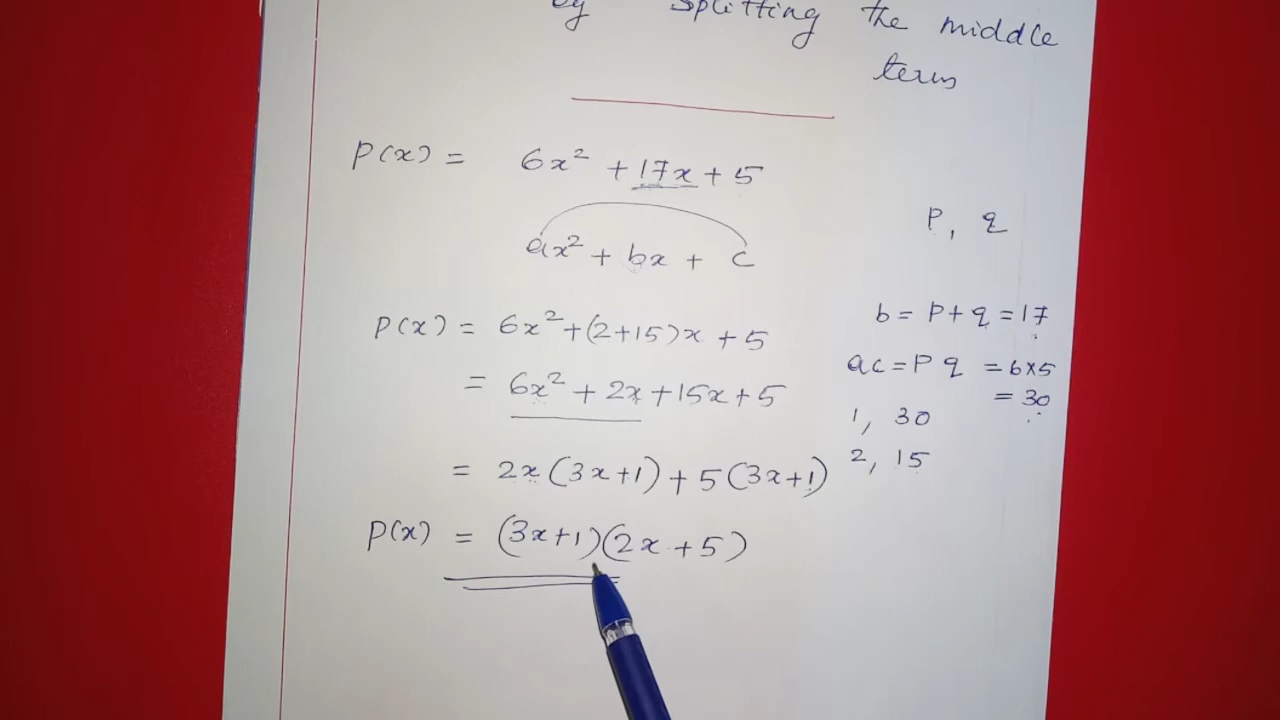 by splitting the middle
term
P(x) = 6x² + 17x + 5
ax² + bx + c
P, q
P(x) = 6x² + (2+15)x + 5
b = P + q = 17
= 6x² + 2x + 15x + 5
ac = P q = 6×5
= 30
1, 30
= 2x(3x+1) + 5(3x+1)
2, 15
P(x) = (3x+1)(2x+5)